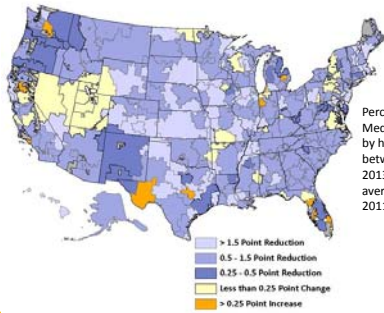 Perc
Med
by h
betw
2013
aver
2011
> 1.5 Point Reduction
0.5 - 1.5 Point Reduction
0.25 - 0.5 Point Reduction
Less than 0.25 Point Change
> 0.25 Point Increase